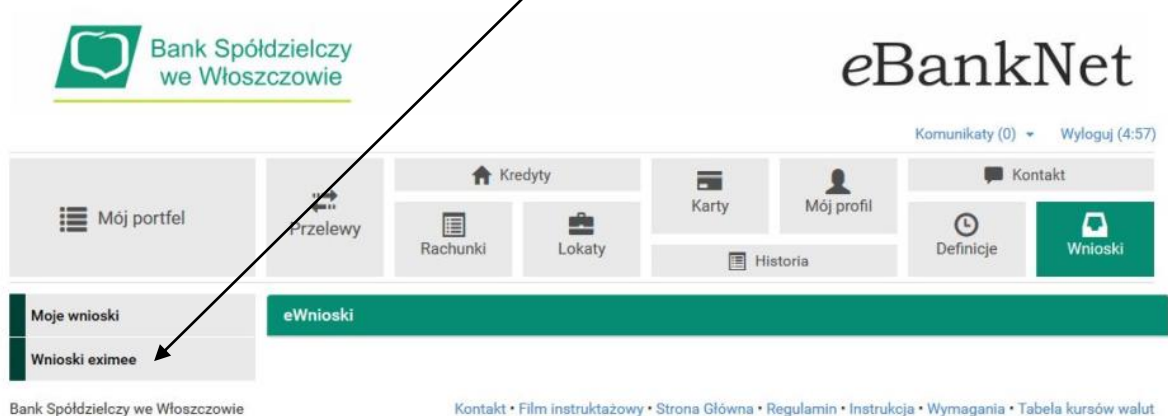 Bank Spółdzielczy
we Włoszczowie
eBankNet
Komunikaty (0)
Wyloguj (4:57)
Mój portfel
Przelewy
Kredyty
Rachunki
Lokaty
Karty
Mój profil
Historia
Kontakt
Definicje
Wnioski
Moje wnioski
eWnioski
Wnioski eximee
Bank Spółdzielczy we Włoszczowie
Kontakt • Film instruktażowy • Strona Główna • Regulamin • Instrukcja • Wymagania • Tabela kursów walut